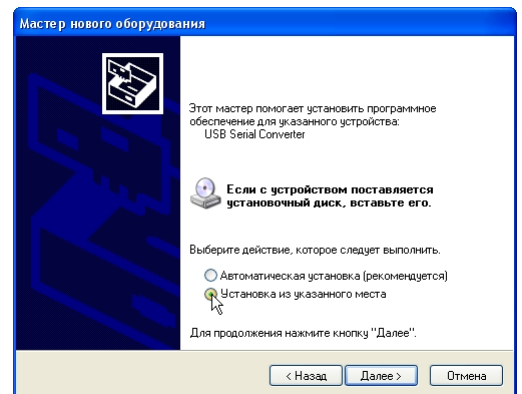 Мастер нового оборудования
Этот мастер помогает установить программное
обеспечение для указанного устройства:
USB Serial Converter
Если с устройством поставляется
установочный диск, вставьте его.
Выберите действие, которое следует выполнить.
Автоматическая установка (рекомендуется)
Установка из указанного места
Для продолжения нажмите кнопку "Далее".
< Назад Далее > Отмена